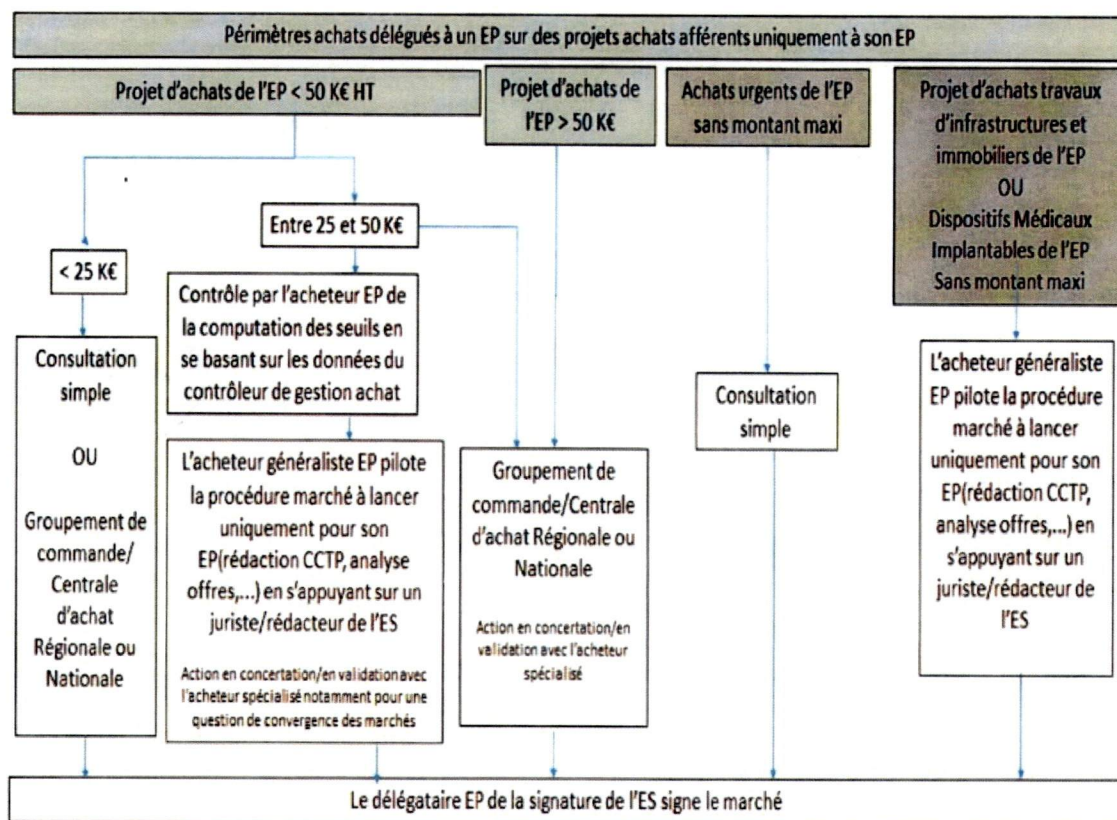 Périmètres achats délégués à un EP sur des projets achats afférents uniquement à son EP
Projet d'achats de l'EP < 50 K€ HT
Projet d'achats de
l'EP > 50 K€
Achats urgents de l'EP
sans montant maxi
Projet d'achats travaux
d'infrastructures et
immobiliers de l'EP
OU
Dispositifs Médicaux
Implantables de l'EP
Sans montant maxi
Entre 25 et 50 K€
< 25 K€
Consultation
simple
OU
Groupement de
commande/
Centrale
d'achat
Régionale ou
Nationale
Contrôle par l'acheteur EP de
la computation des seuils en
se basant sur les données du
contrôleur de gestion achat
L'acheteur généraliste EP pilote
la procédure marché à lancer
uniquement pour son
EP(rédaction CCTP, analyse
offres,...) en s'appuyant sur un
juriste/rédacteur de l'ES
Action en concertation/en validation avec
l'acheteur spécialisé notamment pour une
question de convergence des marchés
Groupement de
commande/Centrale
d'achat Régionale ou
Nationale
Action en concertation/en
validation avec l'acheteur
spécialisé
Consultation
simple
L'acheteur généraliste
EP pilote la procédure
marché à lancer
uniquement pour son
EP(rédaction CCTP,
analyse offres,...) en
s'appuyant sur un
juriste/rédacteur de
l'ES
Le délégataire EP de la signature de l'ES signe le marché